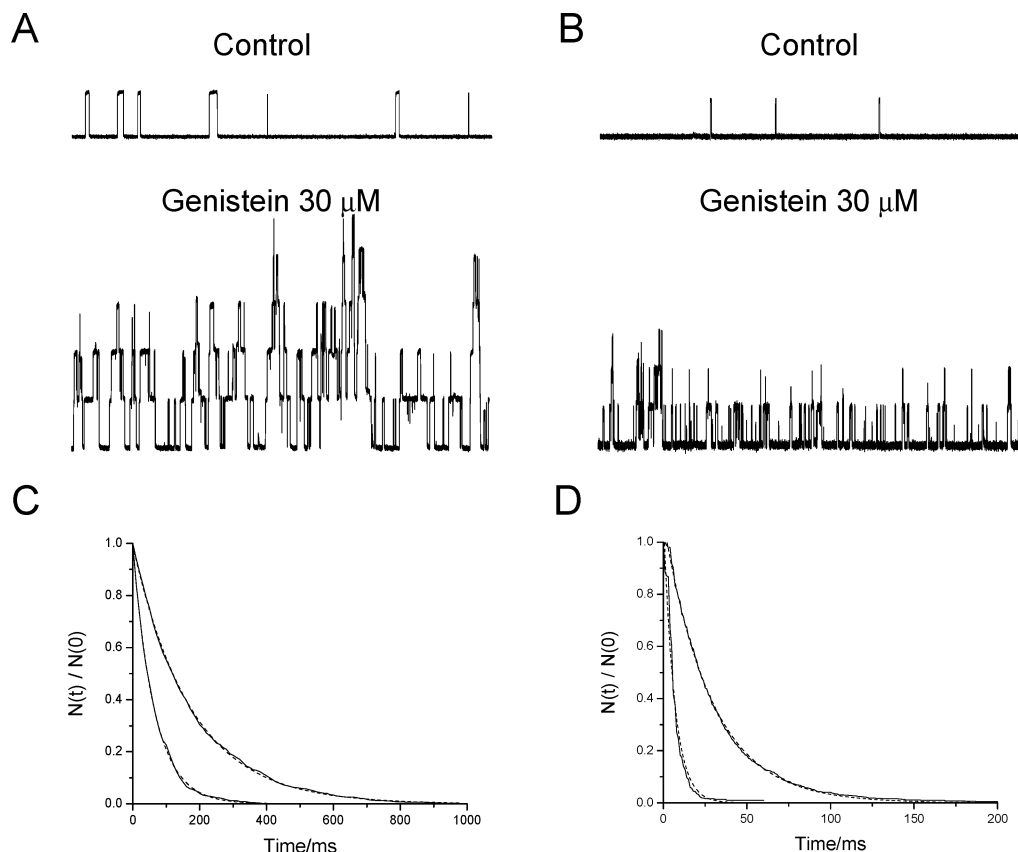 A
Control
Genistein 30 μM
B
Control
Genistein 30 μM
C
N(t) / N(0)
1.0
0.8
0.6
0.4
0.2
0.0
0 200 400 600 800 1000
Time/ms
D
N(t) / N(0)
1.0
0.8
0.6
0.4
0.2
0.0
0 50 100 150 200
Time/ms